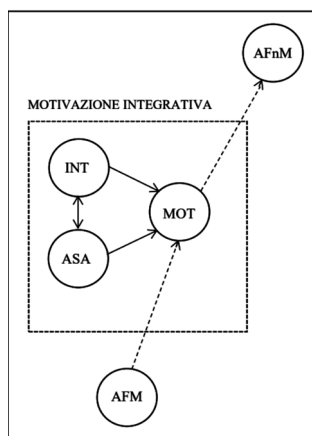 AFnM
MOTIVAZIONE INTEGRATIVA
INT
MOT
ASA
AFM